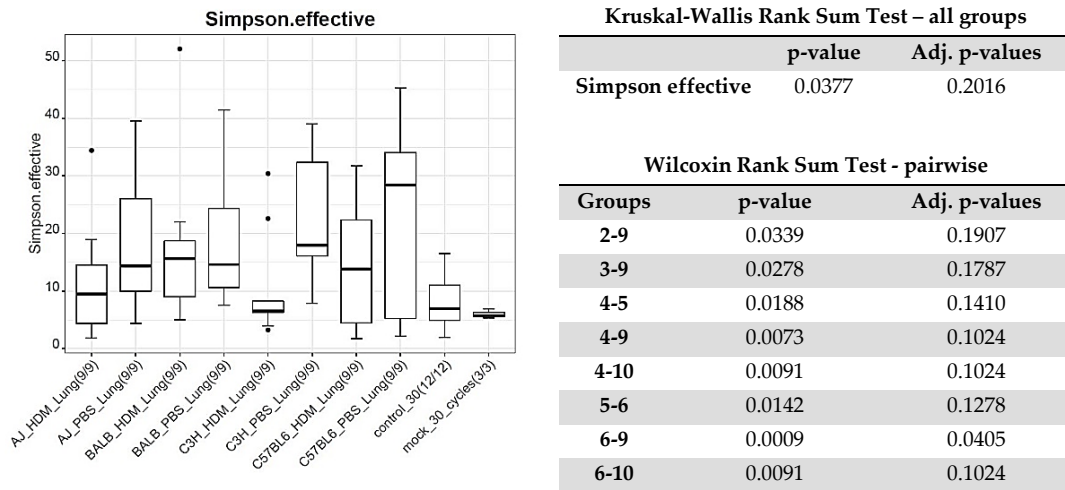 Simpson.effective
Simpson.effective
50
40
30
20
10
0
AJ_HDM_Lung(9/9)
AJ_PBS_Lung(9/9)
BALB_HDM_Lung(9/9)
BALB_PBS_Lung(9/9)
C3H_HDM_Lung(9/9)
C3H_PBS_Lung(9/9)
C57BL6_HDM_Lung(9/9)
C57BL6_PBS_Lung(9/9)
control_30(12/12)
mock_30_cycles(3/3)
Kruskal-Wallis Rank Sum Test – all groups
p-value Adj. p-values
Simpson effective 0.0377 0.2016
Wilcoxin Rank Sum Test - pairwise
Groups p-value Adj. p-values
2-9 0.0339 0.1907
3-9 0.0278 0.1787
4-5 0.0188 0.1410
4-9 0.0073 0.1024
4-10 0.0091 0.1024
5-6 0.0142 0.1278
6-9 0.0009 0.0405
6-10 0.0091 0.1024